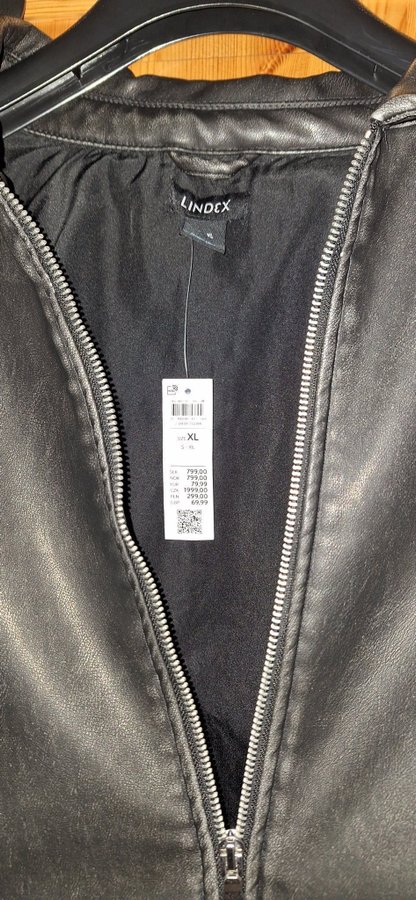 LINDEX
XL
SIZE XL
S - XL
SEK 799,00
NOK 799,00
EUR 79,99
CZK 1999,00
PLN 299,00
GBP 69,99